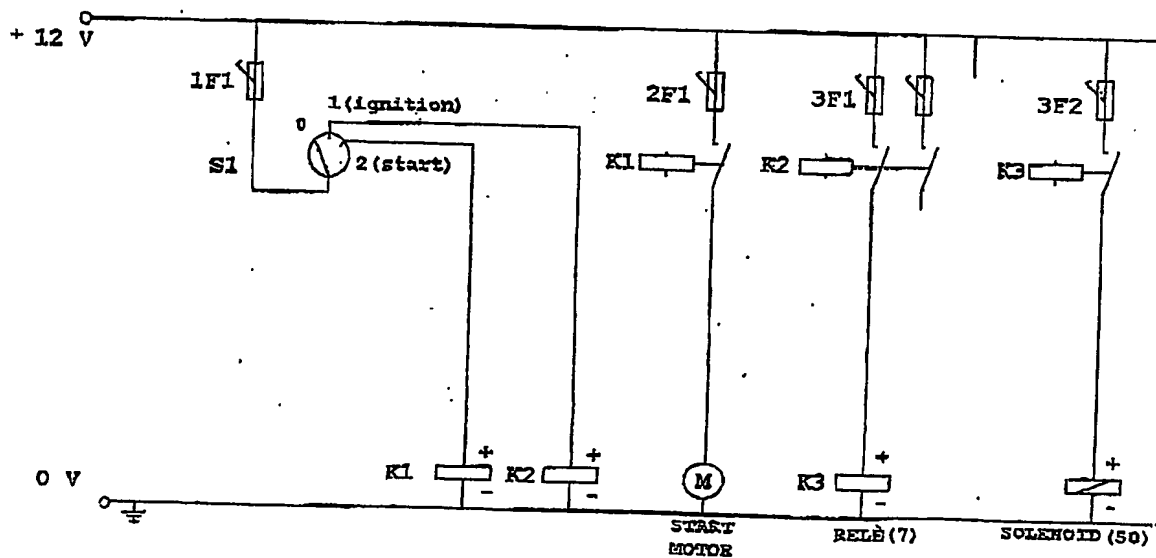 + 12 V
1F1
1(ignition)
0
S1
2(start)
2F1
K1
3F1
K2
3F2
K3
0 V
K1
+
-
K2
+
-
M
START
MOTOR
K3
+
-
RELÈ(7)
+
-
SOLENOID(50)